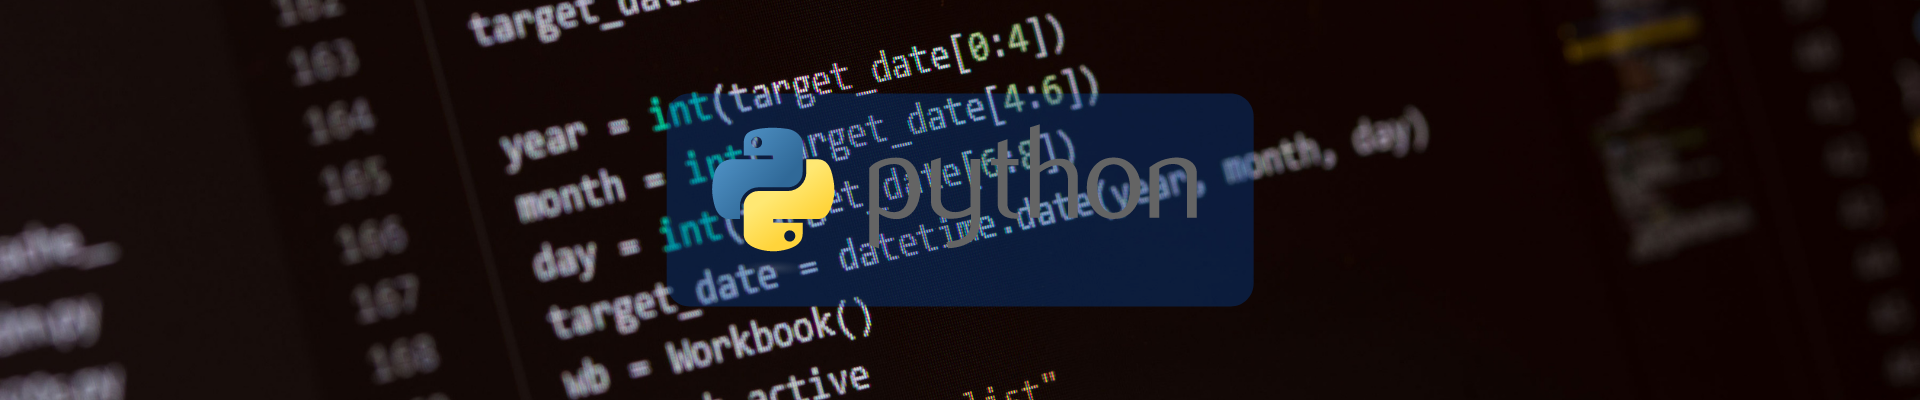 162
target_dat
163
164
year = int(target_date[0:4])
165
month = int(target_date[4:6])
166
day = int(target_date[6:8])
167
target_date = datetime.date(year, month, day)
168
wb = Workbook()
active
list"
python